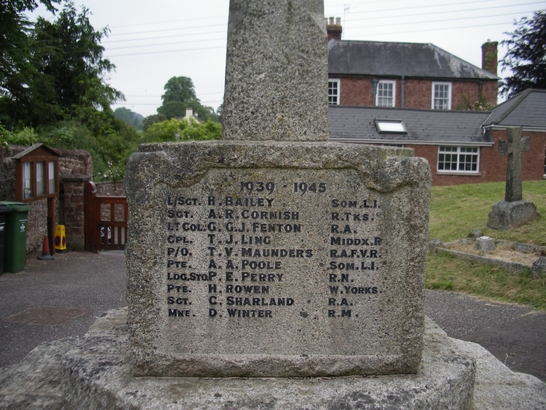 1939 - 1945
L/SGT. H. BAILEY SOM.L.I.
SGT. A. R. CORNISH R.TKS.
LT COL. G. G. J. FENTON R.A.
CPL. T. J. LING MIDDX.R.
P/O. T. V. MAUNDERS R.A.F.V.R.
PTE. A. A. POOLE SOM.L.I.
LDG.STO. P. E. PERRY R.N.
PTE. H. ROWEN W.YORKS.
SGT. C. SHARLAND R.A.
MNE. D. WINTER R.M.